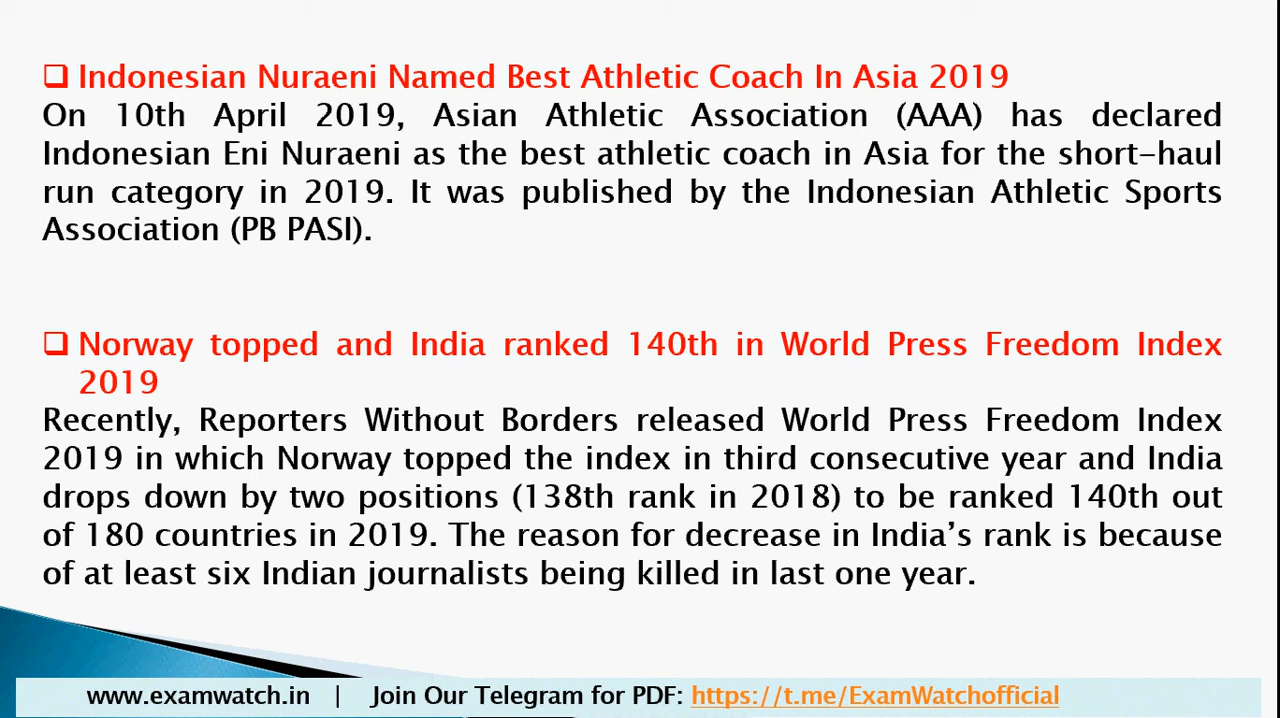 ❑ Indonesian Nuraeni Named Best Athletic Coach In Asia 2019
On 10th April 2019, Asian Athletic Association (AAA) has declared
Indonesian Eni Nuraeni as the best athletic coach in Asia for the short-haul
run category in 2019. It was published by the Indonesian Athletic Sports
Association (PB PASI).
❑ Norway topped and India ranked 140th in World Press Freedom Index
2019
Recently, Reporters Without Borders released World Press Freedom Index
2019 in which Norway topped the index in third consecutive year and India
drops down by two positions (138th rank in 2018) to be ranked 140th out
of 180 countries in 2019. The reason for decrease in India’s rank is because
of at least six Indian journalists being killed in last one year.
www.examwatch.in | Join Our Telegram for PDF: https://t.me/ExamWatchofficial